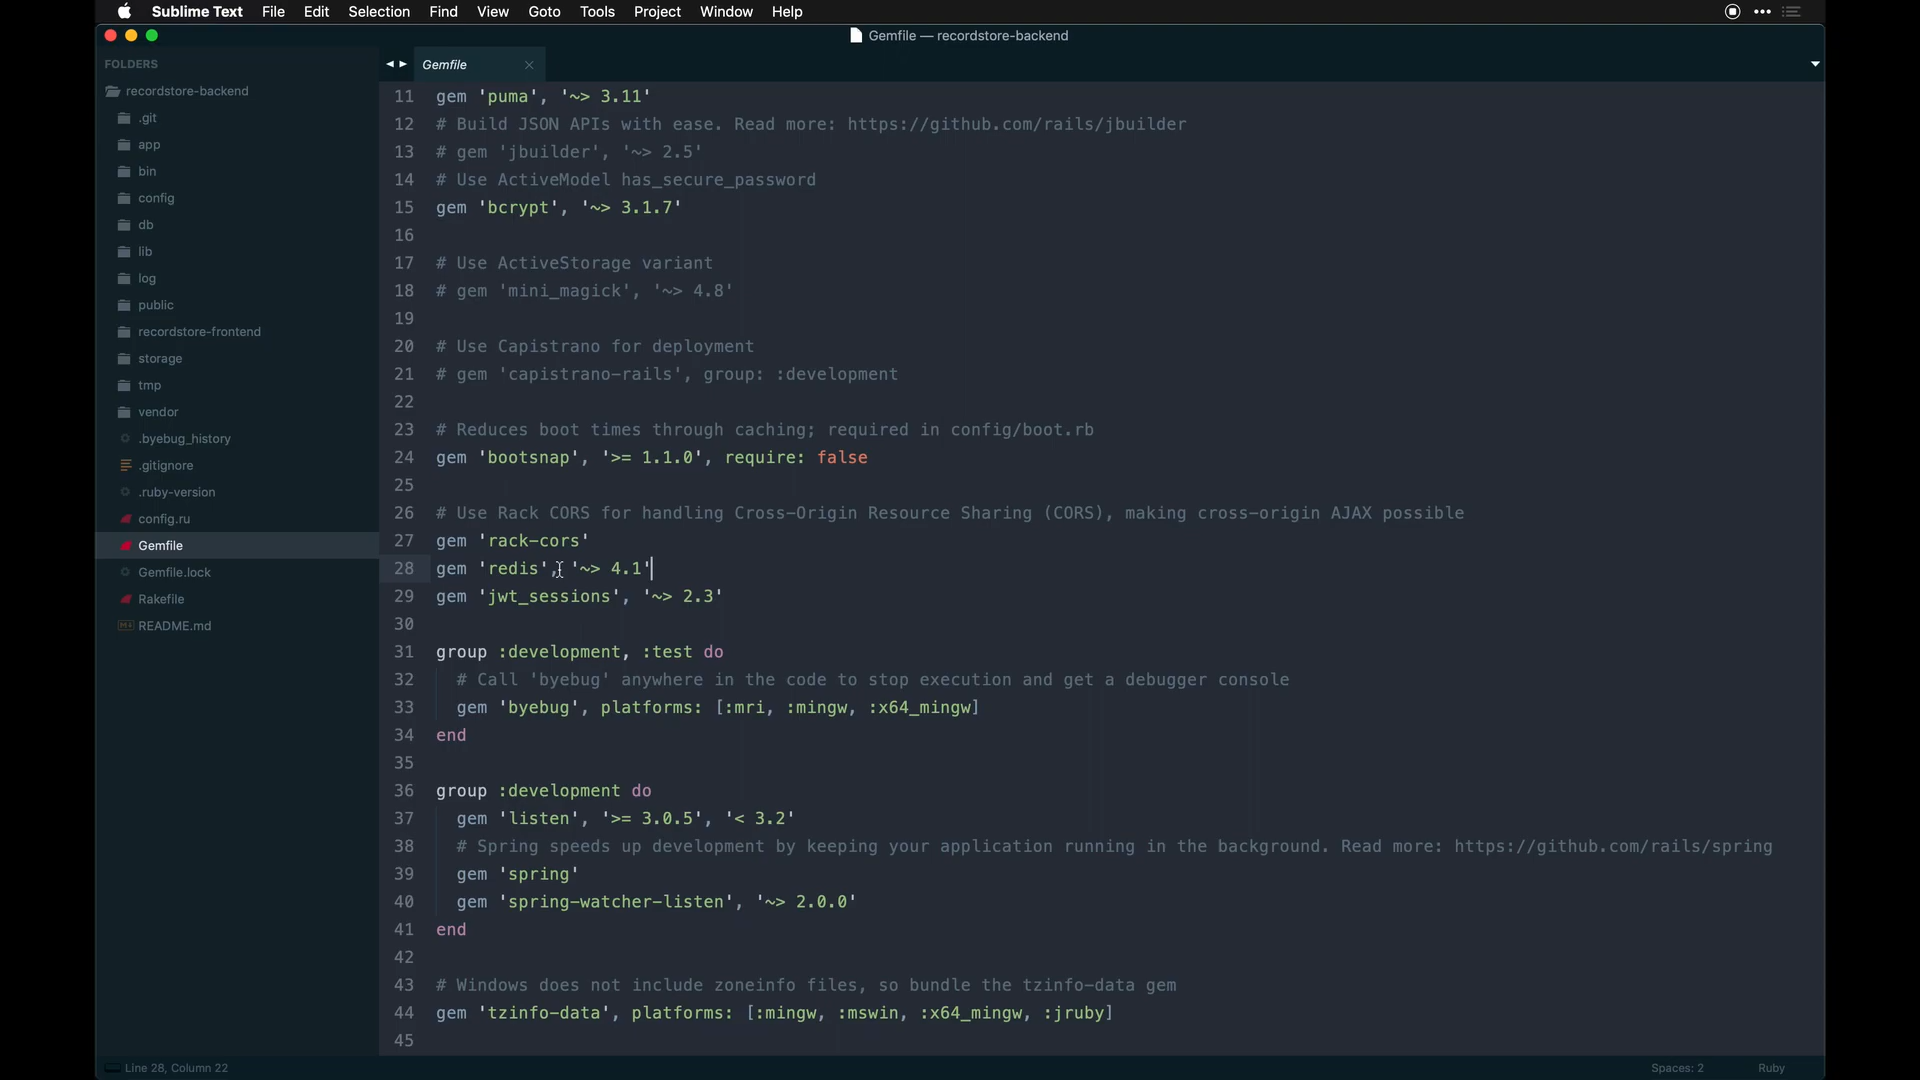 Sublime Text File Edit Selection Find View Goto Tools Project Window Help
Gemfile — recordstore-backend
FOLDERS
recordstore-backend
.git
app
bin
config
db
lib
log
public
recordstore-frontend
storage
tmp
vendor
.byebug_history
.gitignore
.ruby-version
config.ru
Gemfile
Gemfile.lock
Rakefile
README.md
Gemfile
11 gem 'puma', '~> 3.11'
12 # Build JSON APIs with ease. Read more: https://github.com/rails/jbuilder
13 # gem 'jbuilder', '~> 2.5'
14 # Use ActiveModel has_secure_password
15 gem 'bcrypt', '~> 3.1.7'
16
17 # Use ActiveStorage variant
18 # gem 'mini_magick', '~> 4.8'
19
20 # Use Capistrano for deployment
21 # gem 'capistrano-rails', group: :development
22
23 # Reduces boot times through caching; required in config/boot.rb
24 gem 'bootsnap', '>= 1.1.0', require: false
25
26 # Use Rack CORS for handling Cross-Origin Resource Sharing (CORS), making cross-origin AJAX possible
27 gem 'rack-cors'
28 gem 'redis', '~> 4.1'
29 gem 'jwt_sessions', '~> 2.3'
30
31 group :development, :test do
32 # Call 'byebug' anywhere in the code to stop execution and get a debugger console
33 gem 'byebug', platforms: [:mri, :mingw, :x64_mingw]
34 end
35
36 group :development do
37 gem 'listen', '>= 3.0.5', '< 3.2'
38 # Spring speeds up development by keeping your application running in the background. Read more: https://github.com/rails/spring
39 gem 'spring'
40 gem 'spring-watcher-listen', '~> 2.0.0'
41 end
42
43 # Windows does not include zoneinfo files, so bundle the tzinfo-data gem
44 gem 'tzinfo-data', platforms: [:mingw, :mswin, :x64_mingw, :jruby]
45
Line 28, Column 22
Spaces: 2
Ruby